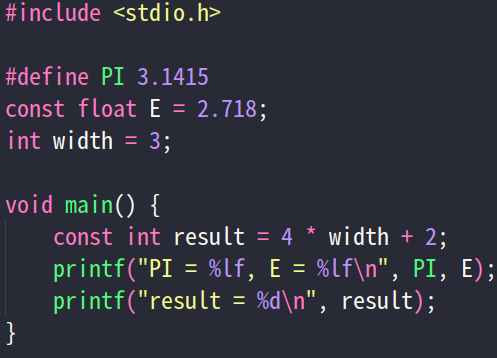 #include <stdio.h>
#define PI 3.1415
const float E = 2.718;
int width = 3;
void main() {
    const int result = 4 * width + 2;
    printf("PI = %lf, E = %lf\n", PI, E);
    printf("result = %d\n", result);
}